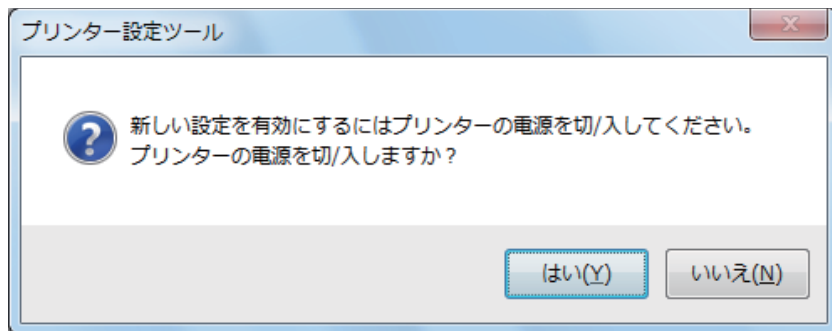 プリンター設定ツール
新しい設定を有効にするにはプリンターの電源を切/入してください。
プリンターの電源を切/入しますか？
はい(Y)
いいえ(N)